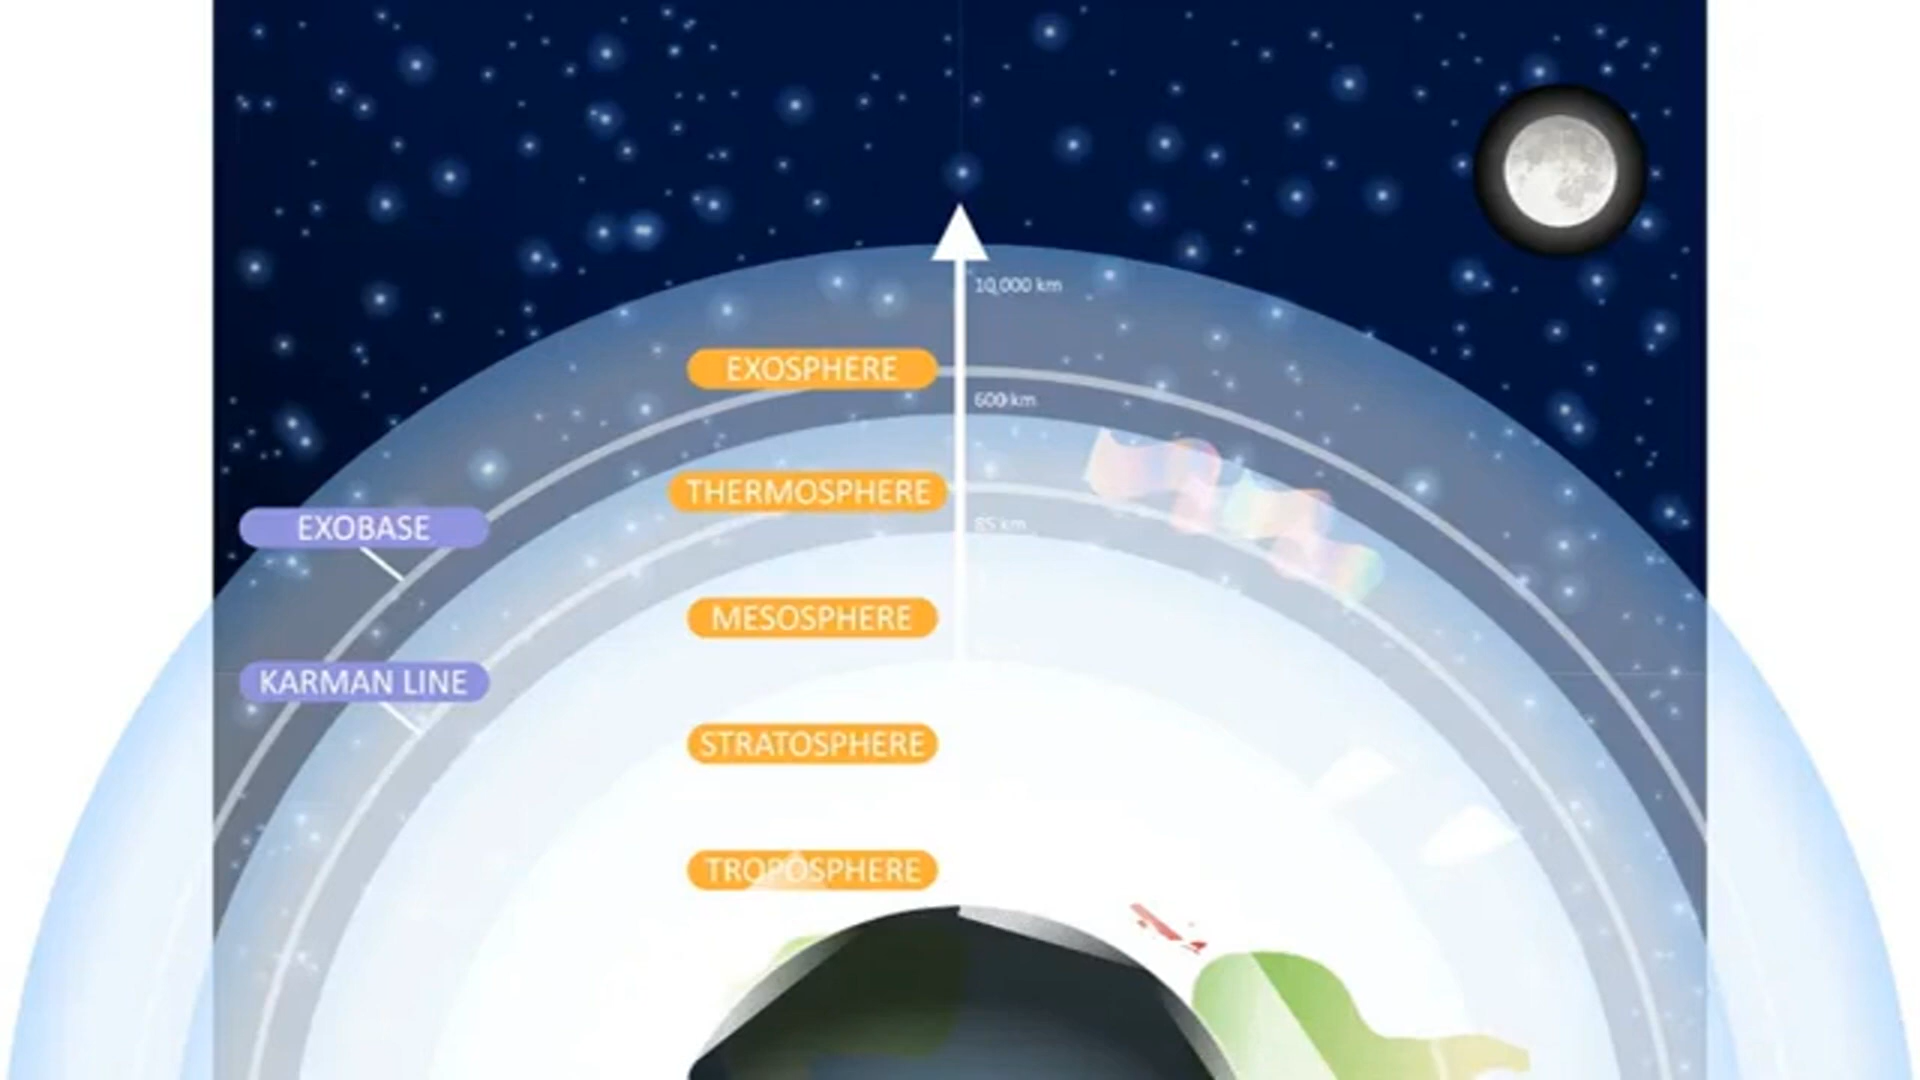 10,000 km
EXOSPHERE
600 km
THERMOSPHERE
85 km
EXOBASE
MESOSPHERE
KARMAN LINE
STRATOSPHERE
TROPOSPHERE